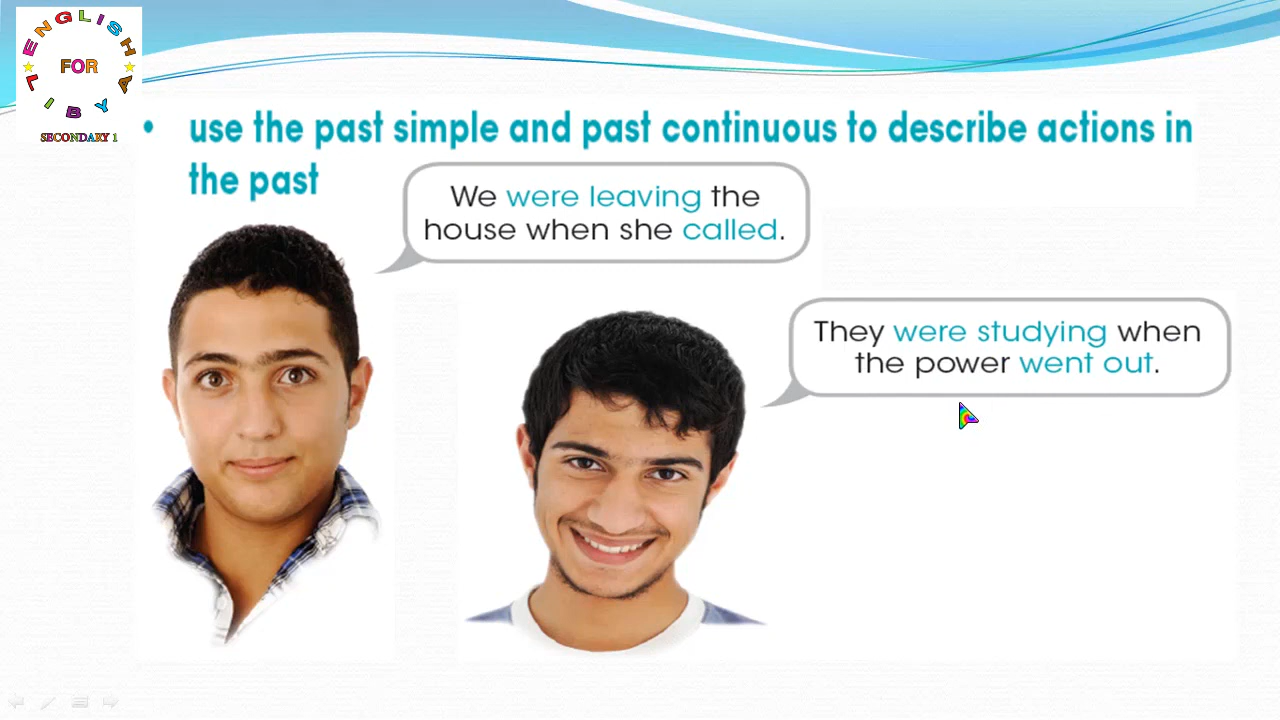 ENGLISH
FOR
LIBYA
SECONDARY 1
• use the past simple and past continuous to describe actions in
the past
We were leaving the
house when she called.
They were studying when
the power went out.